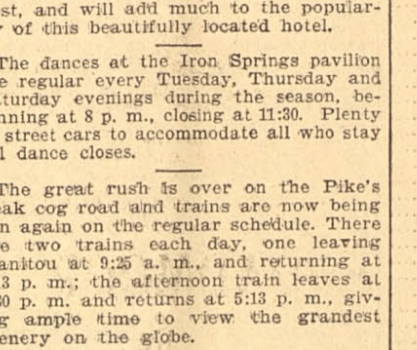 st, and will add much to the popular-
of this beautifully located hotel.
The dances at the Iron Springs pavilion
e regular every Tuesday, Thursday and
aturday evenings during the season, be-
nning at 8 p. m., closing at 11:30. Plenty
street cars to accommodate all who stay
l dance closes.
The great rush is over on the Pike's
eak cog road and trains are now being
n again on the regular schedule. There
e two trains each day, one leaving
anitou at 9:25 a. m., and returning at
13 p. m.; the afternoon train leaves at
30 p. m. and returns at 5:13 p. m., giv-
g ample time to view the grandest
enery on the globe.